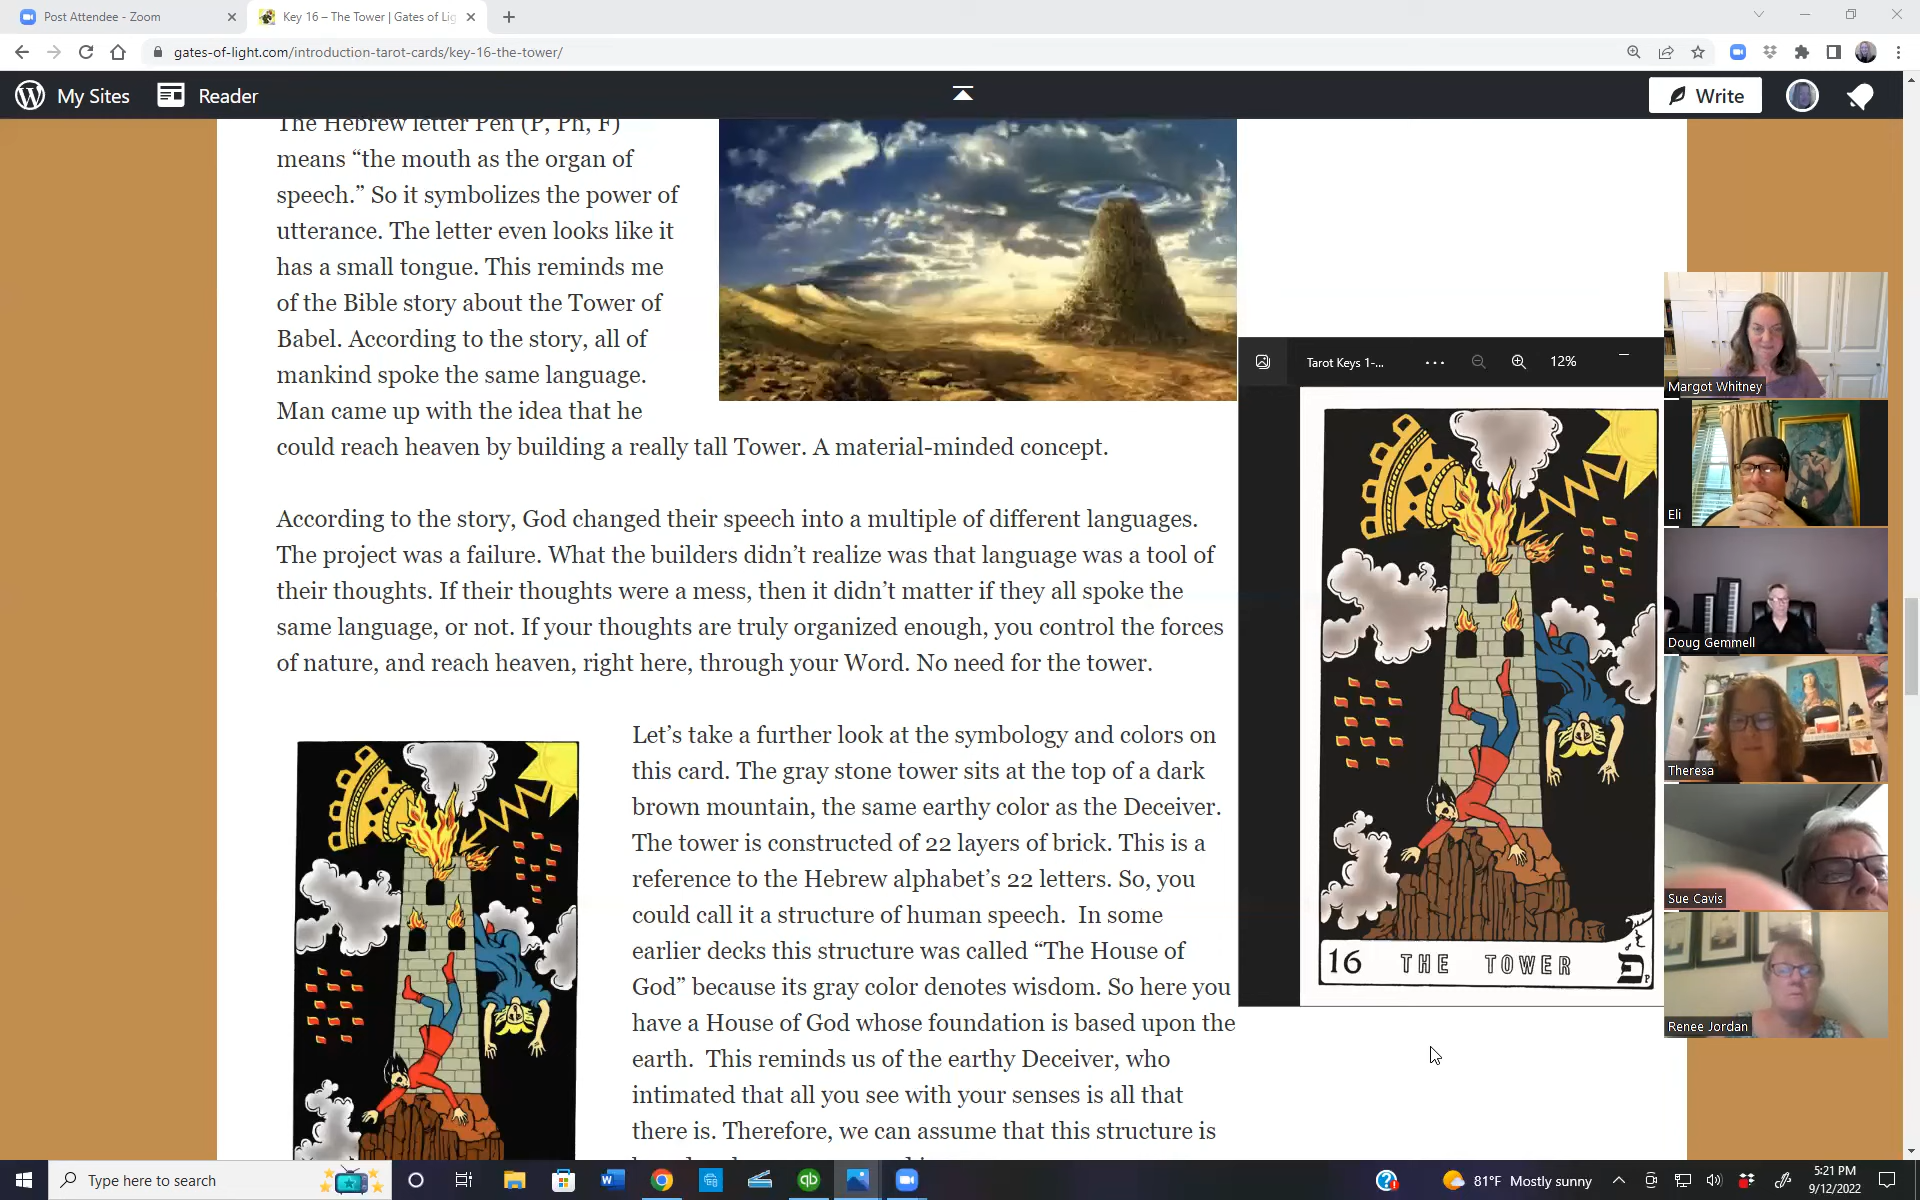 Post Attendee - Zoom
Key 16 – The Tower | Gates of Lig
gates-of-light.com/introduction-tarot-cards/key-16-the-tower/
My Sites
Reader
Write
The Hebrew letter Peh (P, Ph, F)
means “the mouth as the organ of
speech.” So it symbolizes the power of
utterance. The letter even looks like it
has a small tongue. This reminds me
of the Bible story about the Tower of
Babel. According to the story, all of
mankind spoke the same language.
Man came up with the idea that he
could reach heaven by building a really tall Tower. A material-minded concept.
According to the story, God changed their speech into a multiple of different languages.
The project was a failure. What the builders didn’t realize was that language was a tool of
their thoughts. If their thoughts were a mess, then it didn’t matter if they all spoke the
same language, or not. If your thoughts are truly organized enough, you control the forces
of nature, and reach heaven, right here, through your Word. No need for the tower.
Let’s take a further look at the symbology and colors on
this card. The gray stone tower sits at the top of a dark
brown mountain, the same earthy color as the Deceiver.
The tower is constructed of 22 layers of brick. This is a
reference to the Hebrew alphabet’s 22 letters. So, you
could call it a structure of human speech. In some
earlier decks this structure was called “The House of
God” because its gray color denotes wisdom. So here you
have a House of God whose foundation is based upon the
earth. This reminds us of the earthy Deceiver, who
intimated that all you see with your senses is all that
there is. Therefore, we can assume that this structure is
Tarot Keys 1-...
12%
16 THE TOWER פ P
Margot Whitney
Eli
Doug Gemmell
Theresa
Sue Cavis
Renee Jordan
Type here to search
81°F Mostly sunny
5:21 PM
9/12/2022